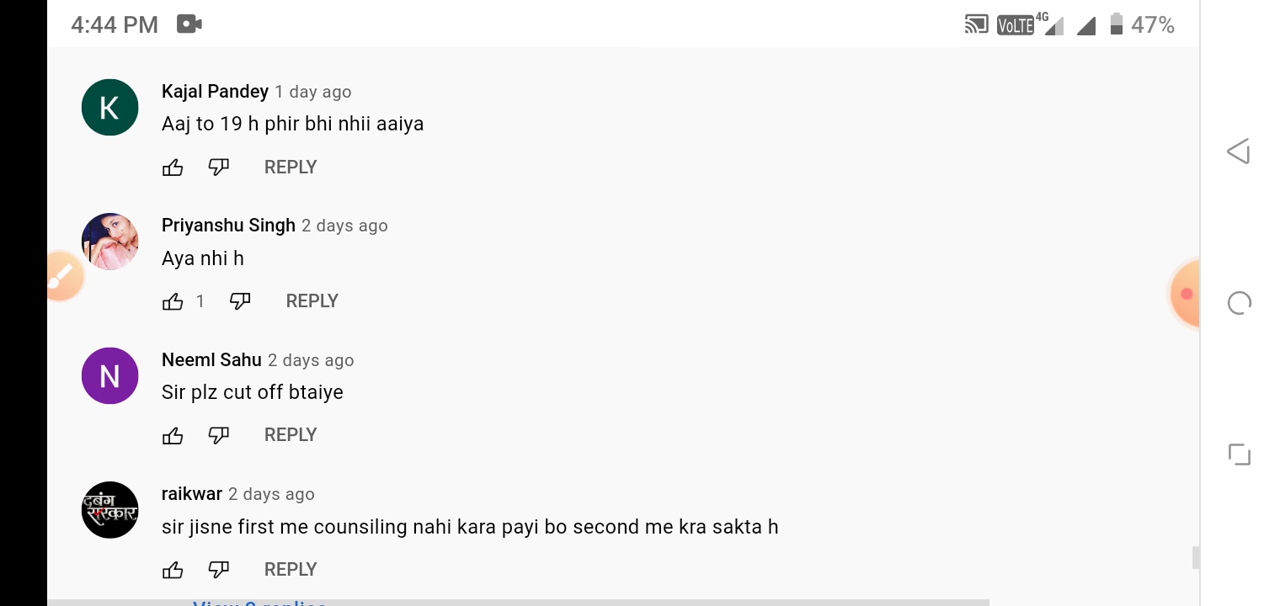 4:44 PM VoLTE 4G 47%
K
Kajal Pandey 1 day ago
Aaj to 19 h phir bhi nhii aaiya
REPLY
Priyanshu Singh 2 days ago
Aya nhi h
1 REPLY
N
Neeml Sahu 2 days ago
Sir plz cut off btaiye
REPLY
दबंग
सरकार
raikwar 2 days ago
sir jisne first me counsiling nahi kara payi bo second me kra sakta h
REPLY